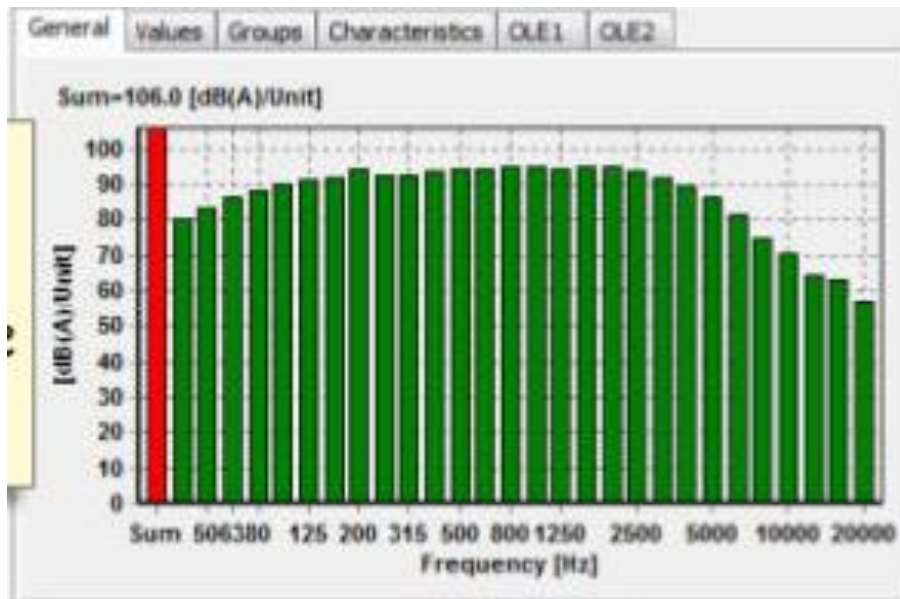 General Values Groups Characteristics OLE1 OLE2
Sum=106.0 [dB(A)/Unit]
100
90
80
70
60
50
40
30
20
10
0
[dB(A)/Unit]
Sum 506380 125 200 315 500 800 1250 2500 5000 10000 20000
Frequency [Hz]